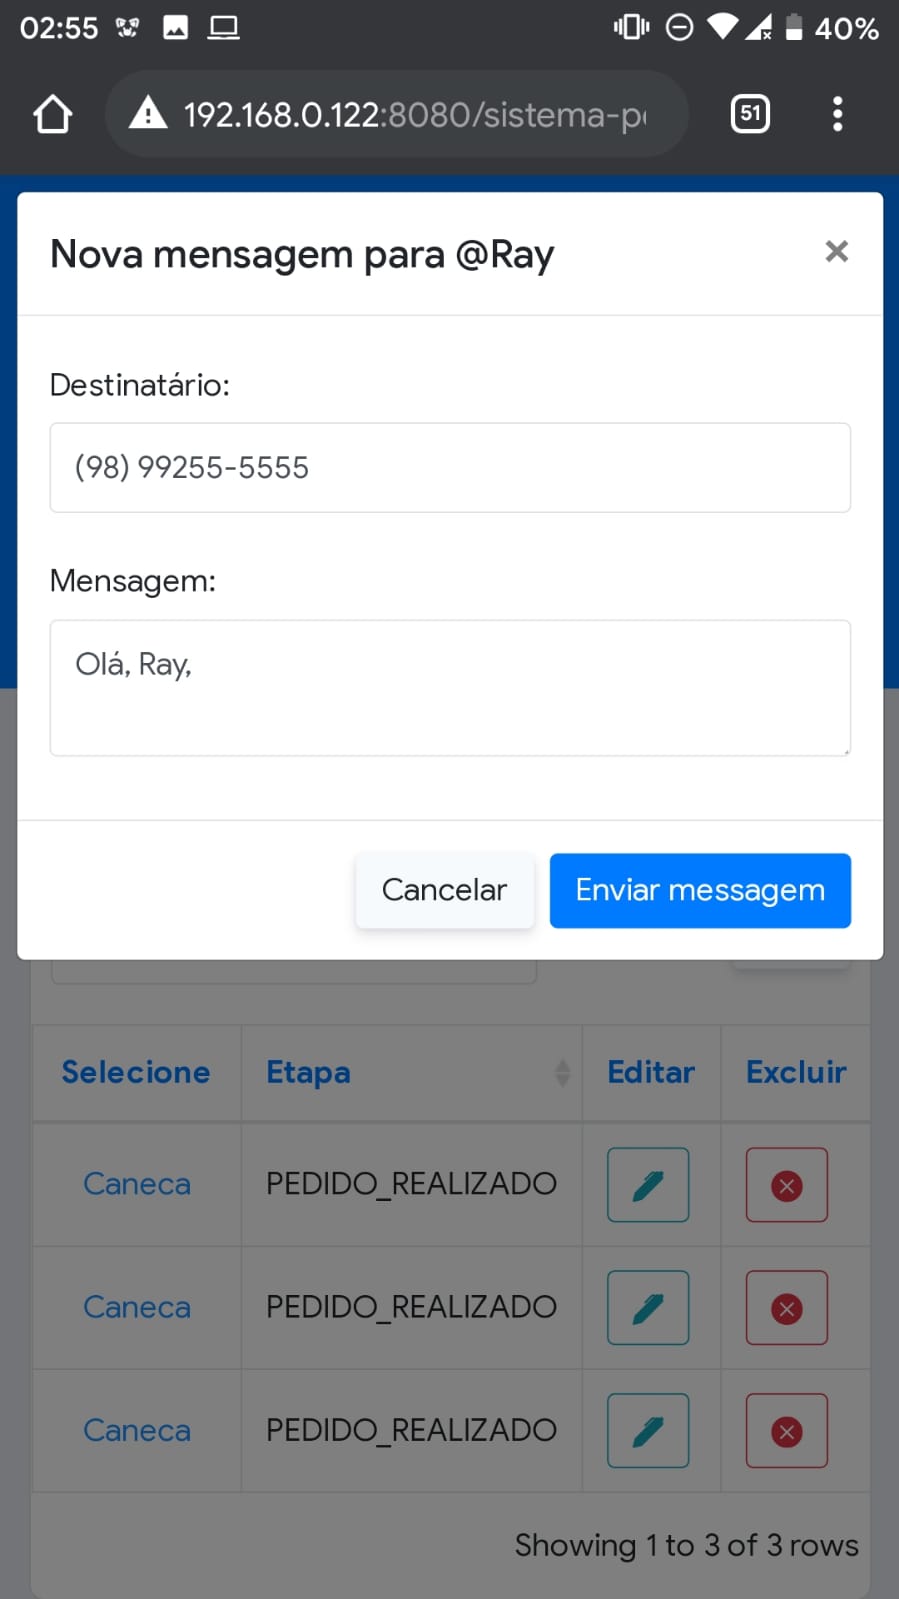 02:55
40%
192.168.0.122:8080/sistema-p
51
Nova mensagem para @Ray
×
Destinatário:
(98) 99255-5555
Mensagem:
Olá, Ray,
Cancelar
Enviar messagem
Selecione Etapa Editar Excluir
Caneca PEDIDO_REALIZADO
Caneca PEDIDO_REALIZADO
Caneca PEDIDO_REALIZADO
Showing 1 to 3 of 3 rows